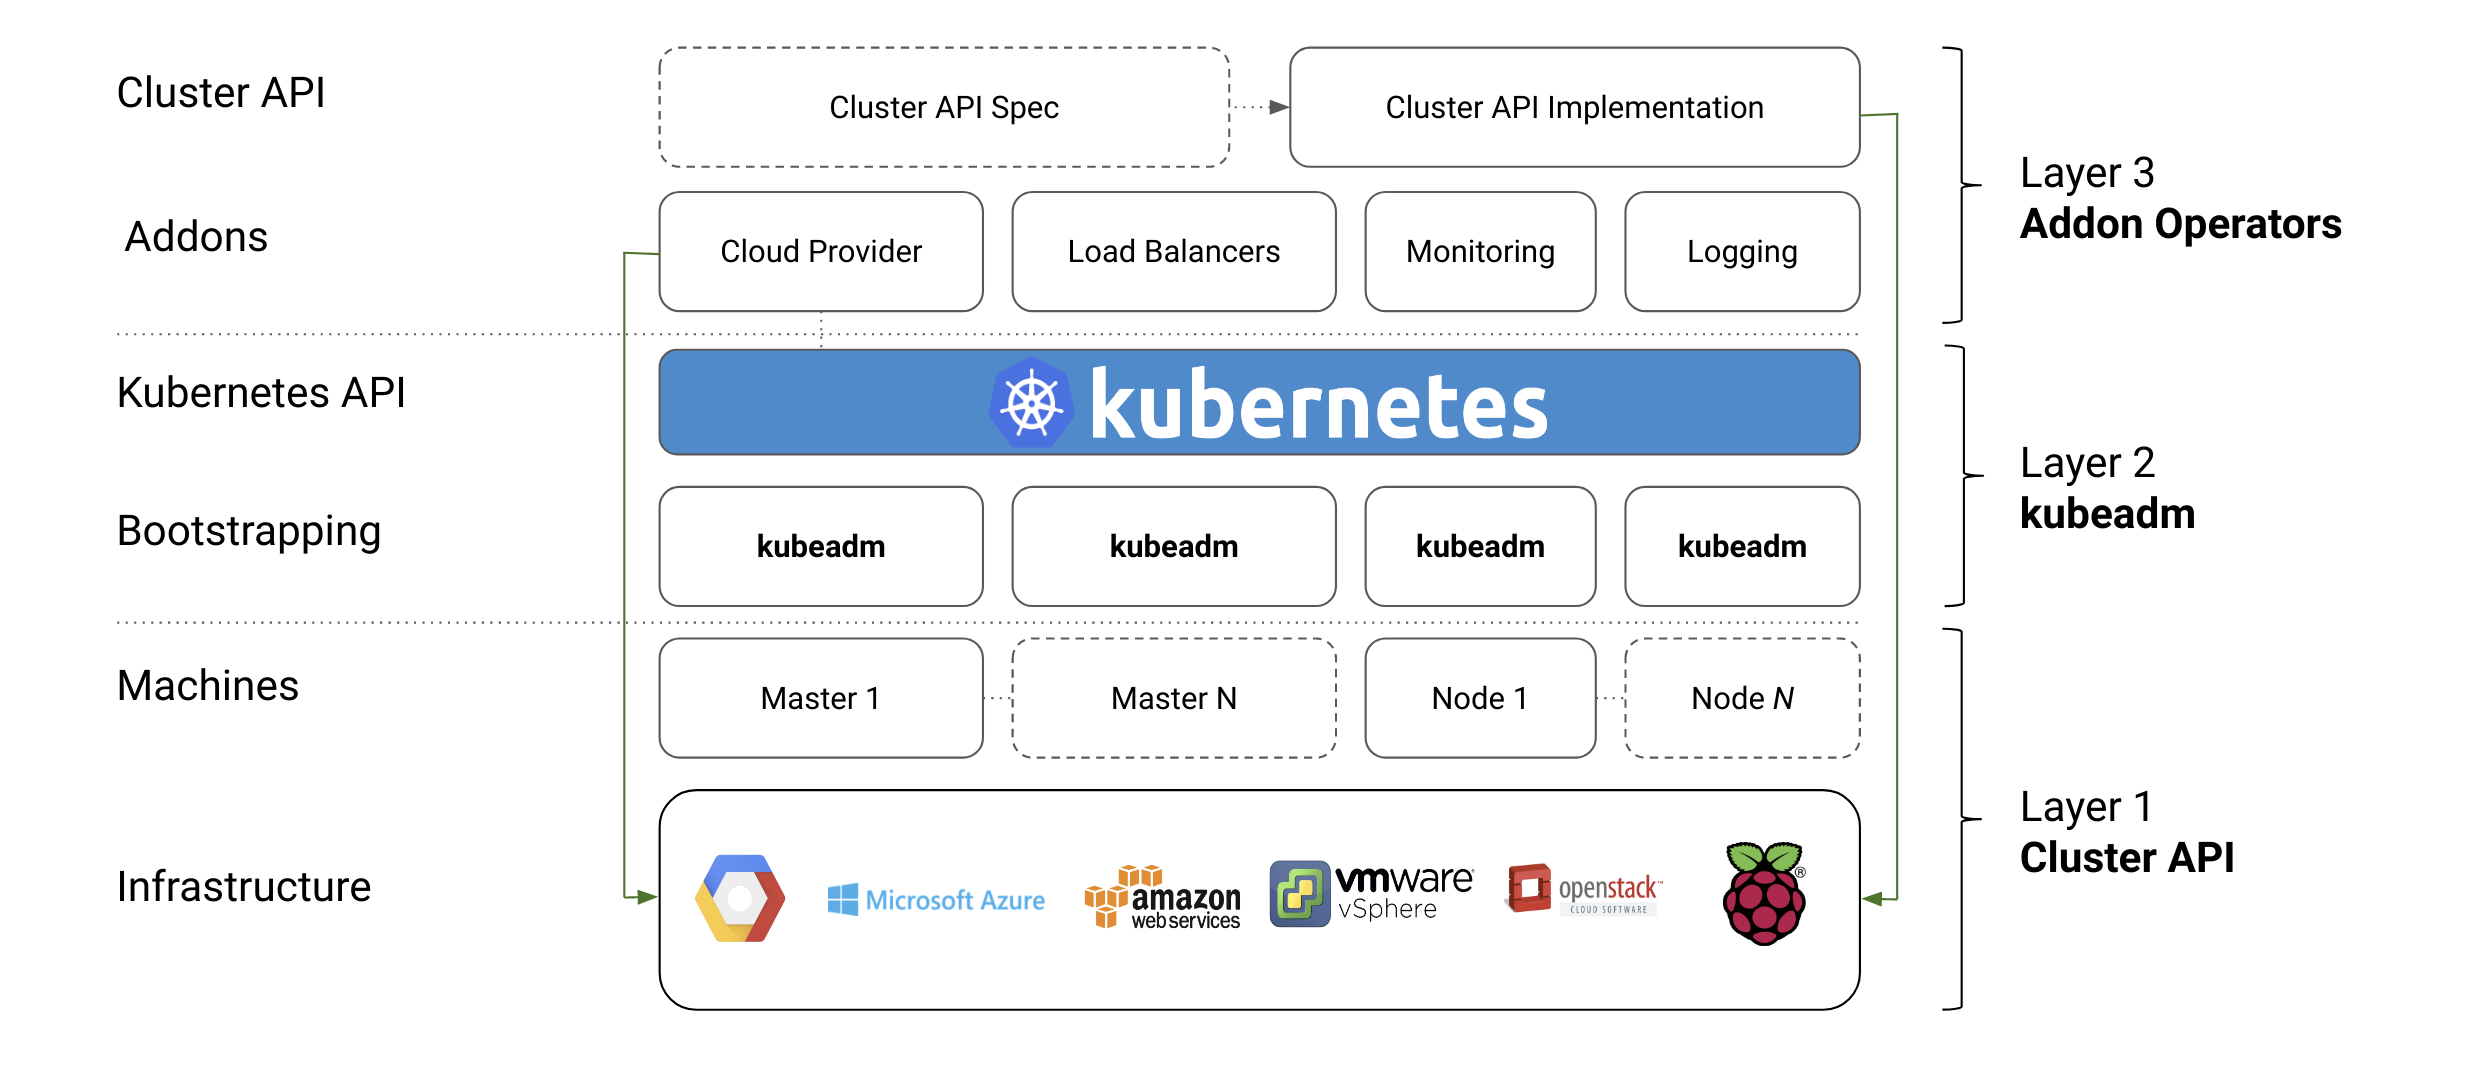 Cluster API
Cluster API Spec
Cluster API Implementation
Addons
Cloud Provider
Load Balancers
Monitoring
Logging
Layer 3
Addon Operators
Kubernetes API
kubernetes
Bootstrapping
kubeadm
kubeadm
kubeadm
kubeadm
Layer 2
kubeadm
Machines
Master 1
Master N
Node 1
Node N
Infrastructure
Microsoft Azure
amazon
web services
vmware®
vSphere
openstack™
CLOUD SOFTWARE
®
Layer 1
Cluster API